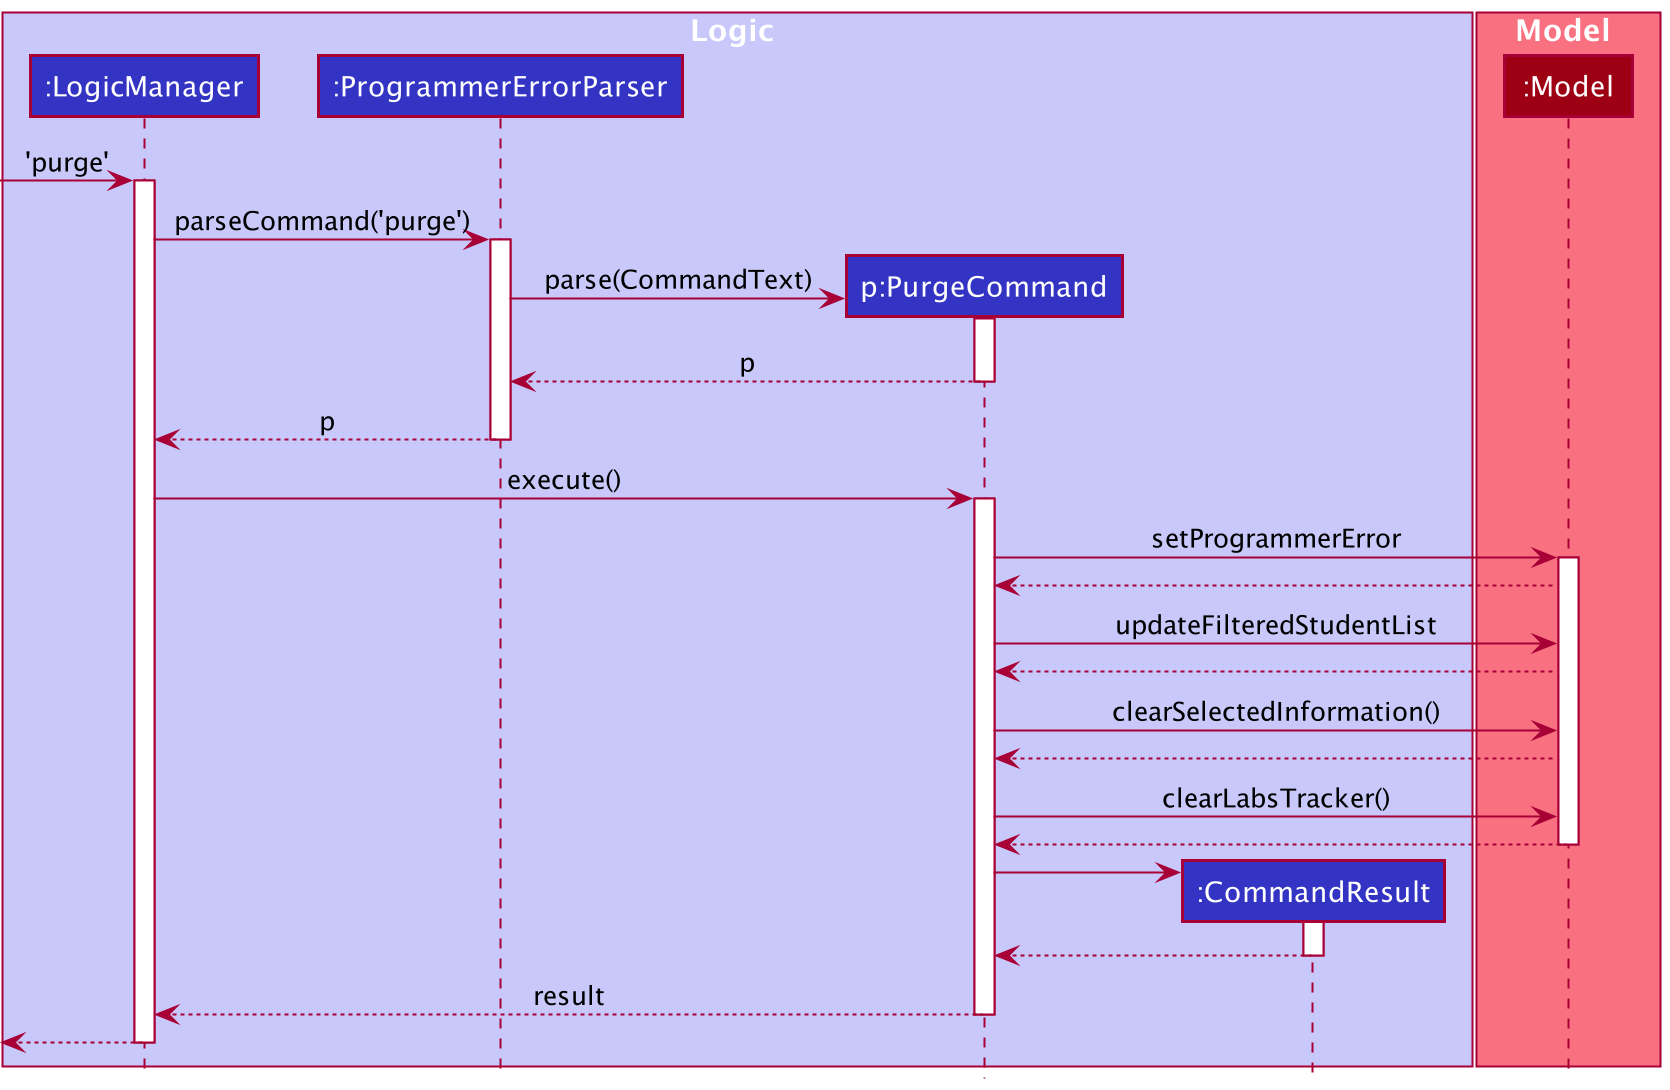 Logic
Model
:LogicManager
:ProgrammerErrorParser
:Model
'purge'
parseCommand('purge')
parse(CommandText)
p:PurgeCommand
p
p
execute()
setProgrammerError
updateFilteredStudentList
clearSelectedInformation()
clearLabsTracker()
:CommandResult
result